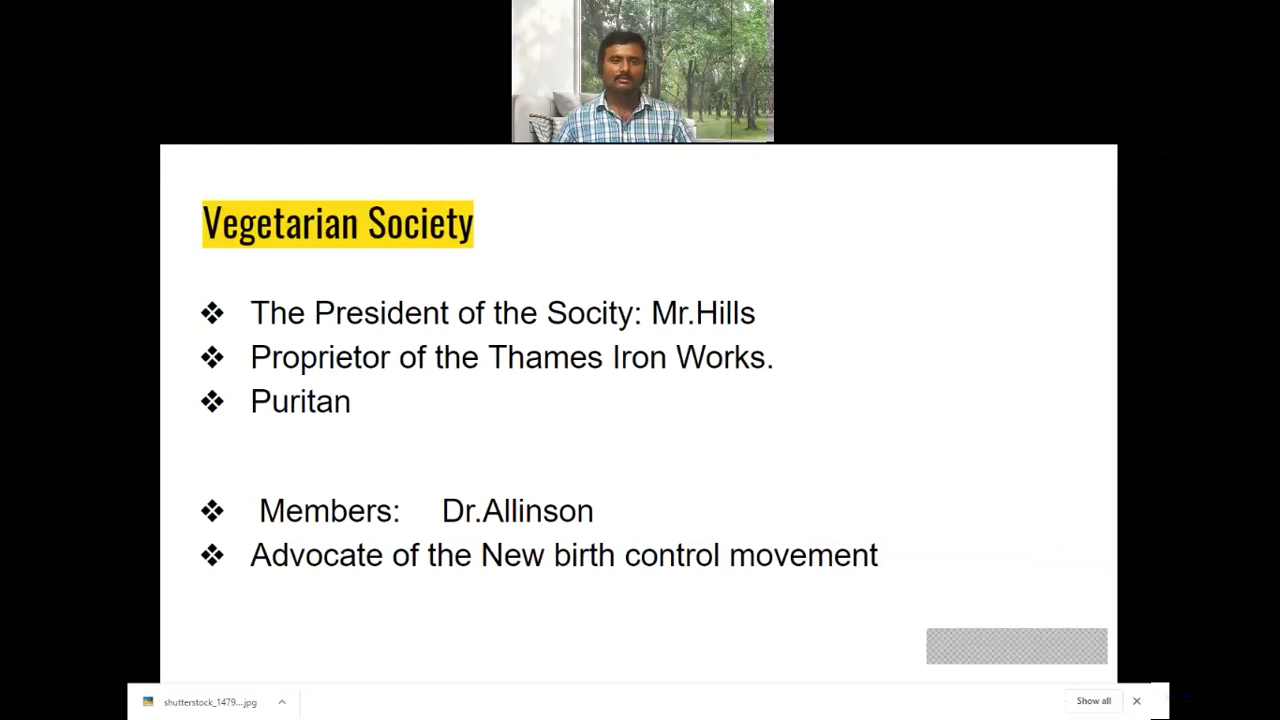 Vegetarian Society
❖ The President of the Socity: Mr.Hills
❖ Proprietor of the Thames Iron Works.
❖ Puritan
❖ Members: Dr.Allinson
❖ Advocate of the New birth control movement
shutterstock_1479....jpg
Show all